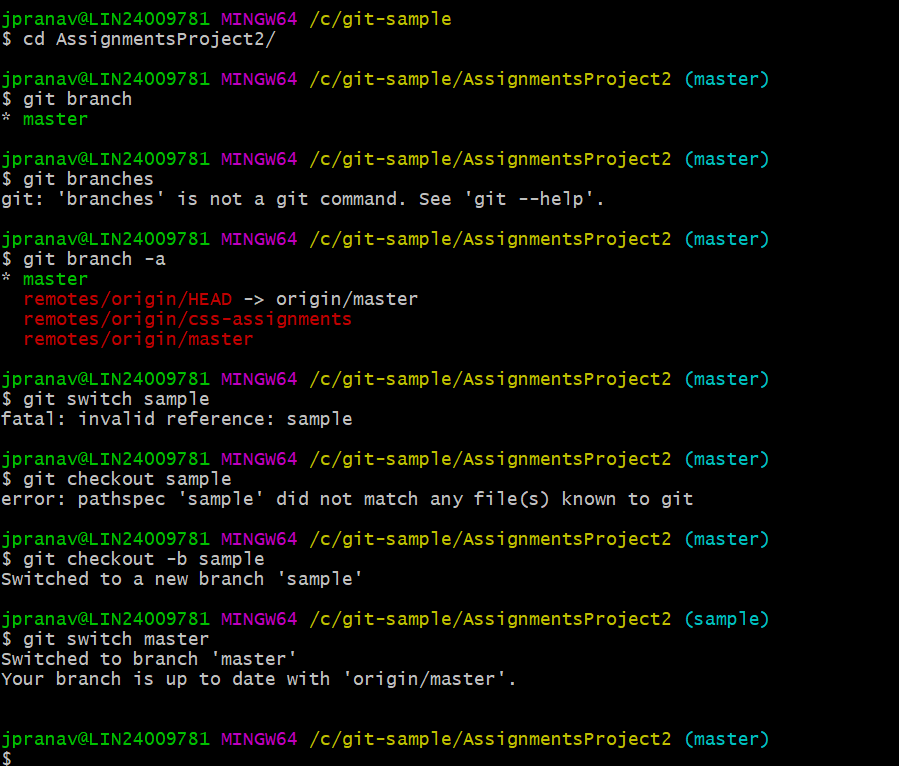 jpranav@LIN24009781 MINGW64 /c/git-sample
$ cd AssignmentsProject2/
jpranav@LIN24009781 MINGW64 /c/git-sample/AssignmentsProject2 (master)
$ git branch
* master
jpranav@LIN24009781 MINGW64 /c/git-sample/AssignmentsProject2 (master)
$ git branches
git: 'branches' is not a git command. See 'git --help'.
jpranav@LIN24009781 MINGW64 /c/git-sample/AssignmentsProject2 (master)
$ git branch -a
* master
  remotes/origin/HEAD -> origin/master
  remotes/origin/css-assignments
  remotes/origin/master
jpranav@LIN24009781 MINGW64 /c/git-sample/AssignmentsProject2 (master)
$ git switch sample
fatal: invalid reference: sample
jpranav@LIN24009781 MINGW64 /c/git-sample/AssignmentsProject2 (master)
$ git checkout sample
error: pathspec 'sample' did not match any file(s) known to git
jpranav@LIN24009781 MINGW64 /c/git-sample/AssignmentsProject2 (master)
$ git checkout -b sample
Switched to a new branch 'sample'
jpranav@LIN24009781 MINGW64 /c/git-sample/AssignmentsProject2 (sample)
$ git switch master
Switched to branch 'master'
Your branch is up to date with 'origin/master'.
jpranav@LIN24009781 MINGW64 /c/git-sample/AssignmentsProject2 (master)
$